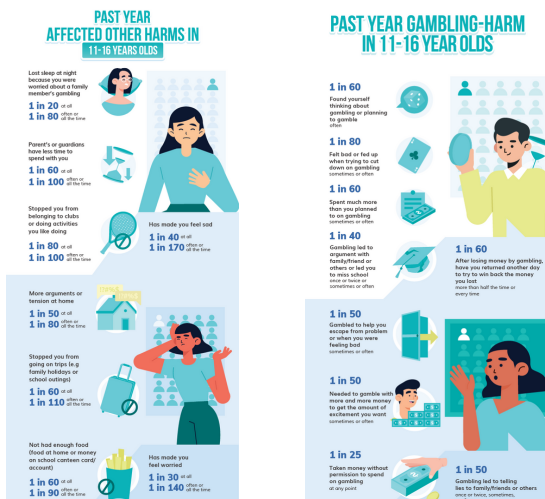 PAST YEAR
AFFECTED OTHER HARMS IN
11-16 YEARS OLDS
Lost sleep at night
because you were
worried about a family
member's gambling
1 in 20 at all
1 in 80 often or
all the time
Parent's or guardians
have less time to
spend with you
1 in 60 at all
1 in 100 often or
all the time
Stopped you from
belonging to clubs
or doing activities
you like doing
1 in 80 at all
1 in 100 often or
all the time
Has made you feel sad
1 in 40 at all
1 in 170 often or
all the time
More arguments or
tension at home
1 in 50 at all
1 in 80 often or
all the time
Stopped you from
going on trips (e.g
family holidays or
school outings)
1 in 60 at all
1 in 110 often or
all the time
Not had enough food
(food at home or money
on school canteen card/
account)
1 in 60 at all
1 in 90 often or
all the time
Has made you
feel worried
1 in 30 at all
1 in 140 often or
all the time
PAST YEAR GAMBLING-HARM
IN 11-16 YEAR OLDS
1 in 60
Found yourself
thinking about
gambling or planning
to gamble
often
1 in 80
Felt bad or fed up
when trying to cut
down on gambling
sometimes or often
1 in 60
Spent much more
than you planned
to on gambling
sometimes or often
1 in 40
Gambling led to
argument with
family/friend or
others or led you
to miss school
once or twice or
sometimes or often
1 in 60
After losing money by gambling,
have you returned another day
to try to win back the money
you lost
more than half the time or
every time
1 in 50
Gambled to help you
escape from problem
or when you were
feeling bad
sometimes or often
1 in 50
Needed to gamble with
more and more money
to get the amount of
excitement you want
sometimes or often
1 in 25
Taken money without
permission to spend
on gambling
at any point
1 in 50
Gambling led to telling
lies to family/friends or others
once or twice, sometimes,